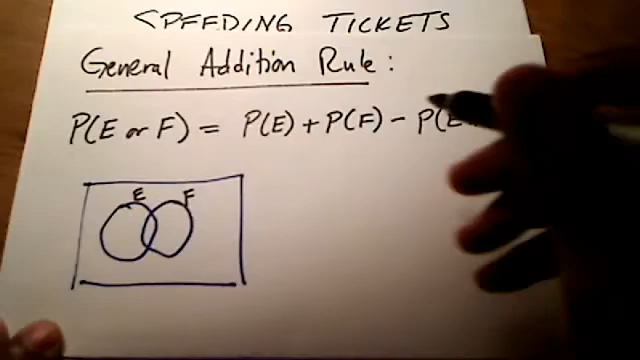 SPEEDING TICKETS
General Addition Rule:
P(E or F) = P(E) + P(F) - P(E
E F